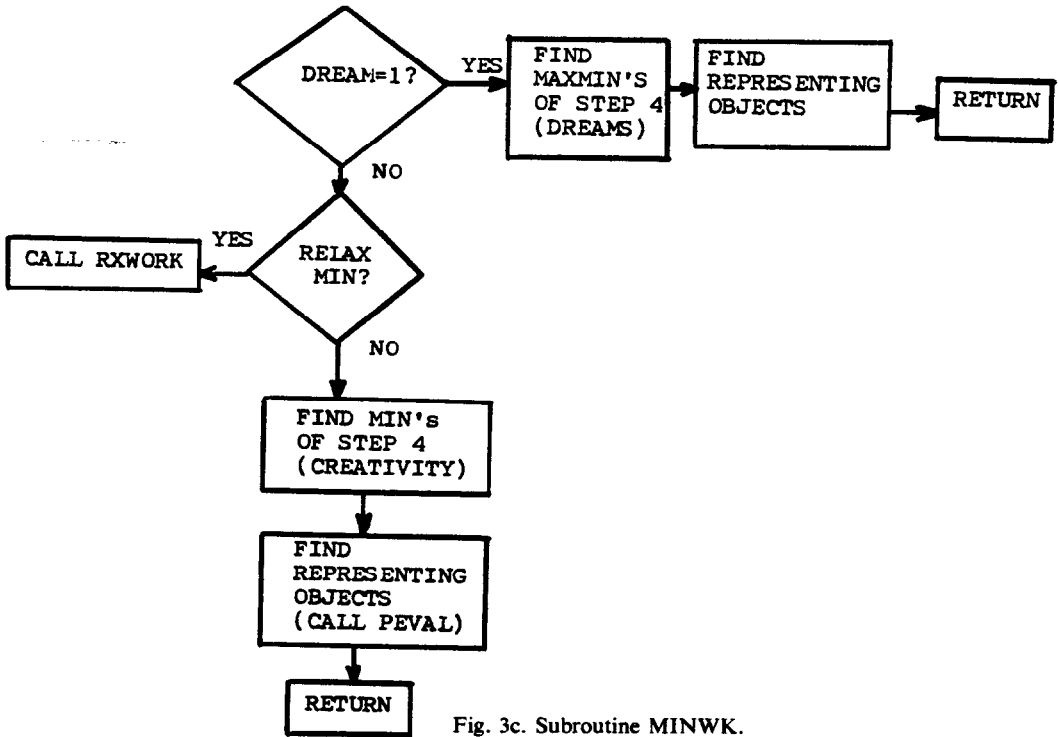 DREAM=1?
YES
FIND
MAXMIN'S
OF STEP 4
(DREAMS)
FIND
REPRESENTING
OBJECTS
RETURN
NO
RELAX
MIN?
YES
CALL RXWORK
NO
FIND MIN's
OF STEP 4
(CREATIVITY)
FIND
REPRESENTING
OBJECTS
(CALL PEVAL)
RETURN
Fig. 3c. Subroutine MINWK.